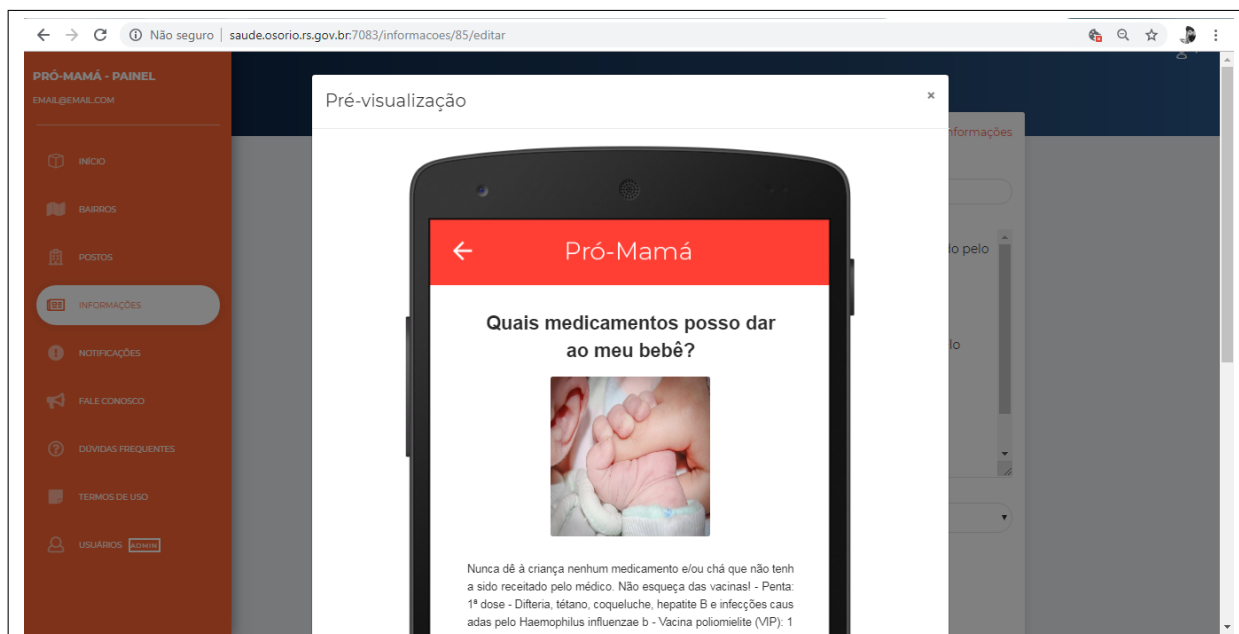 Não seguro | saude.osorio.rs.gov.br:7083/informacoes/85/editar
PRÓ-MAMÁ - PAINEL
EMAIL@EMAIL.COM
INÍCIO
BAIRROS
POSTOS
INFORMAÇÕES
NOTIFICAÇÕES
FALE CONOSCO
DÚVIDAS FREQUENTES
TERMOS DE USO
USUÁRIOS ADMIN
Pré-visualização
×
Pró-Mamá
Quais medicamentos posso dar
ao meu bebê?
Nunca dê à criança nenhum medicamento e/ou chá que não tenh
a sido receitado pelo médico. Não esqueça das vacinas! - Penta:
1ª dose - Difteria, tétano, coqueluche, hepatite B e infecções caus
adas pelo Haemophilus influenzae b - Vacina poliomielite (VIP): 1
nformações
pelo
lo